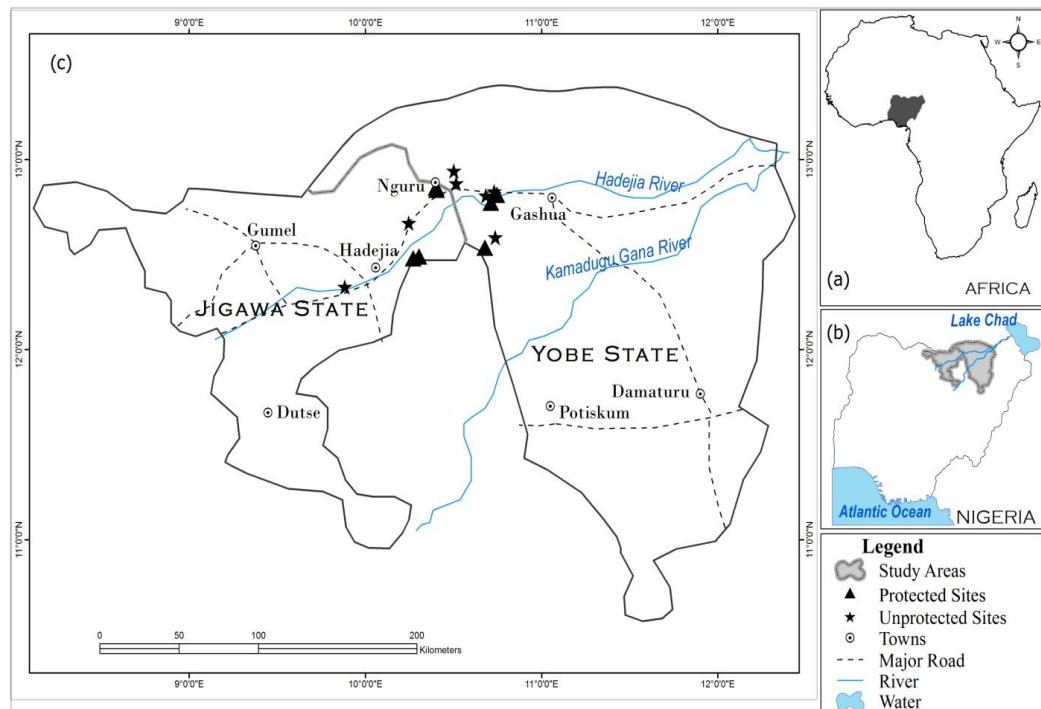 9°0'0"E 10°0'0"E 11°0'0"E 12°0'0"E
(c)
13°0'0"N
13°0'0"N
Nguru
Hadejia River
Gashua
Gumel
Hadejia
Kamadugu Gana River
JIGAWA STATE
12°0'0"N
12°0'0"N
YOBE STATE
Damaturu
Potiskum
Dutse
11°0'0"N
11°0'0"N
0 50 100 200
Kilometers
9°0'0"E 10°0'0"E 11°0'0"E 12°0'0"E
N
W E
S
(a)
AFRICA
(b)
Lake Chad
Atlantic Ocean
NIGERIA
Legend
Study Areas
Protected Sites
Unprotected Sites
Towns
Major Road
River
Water